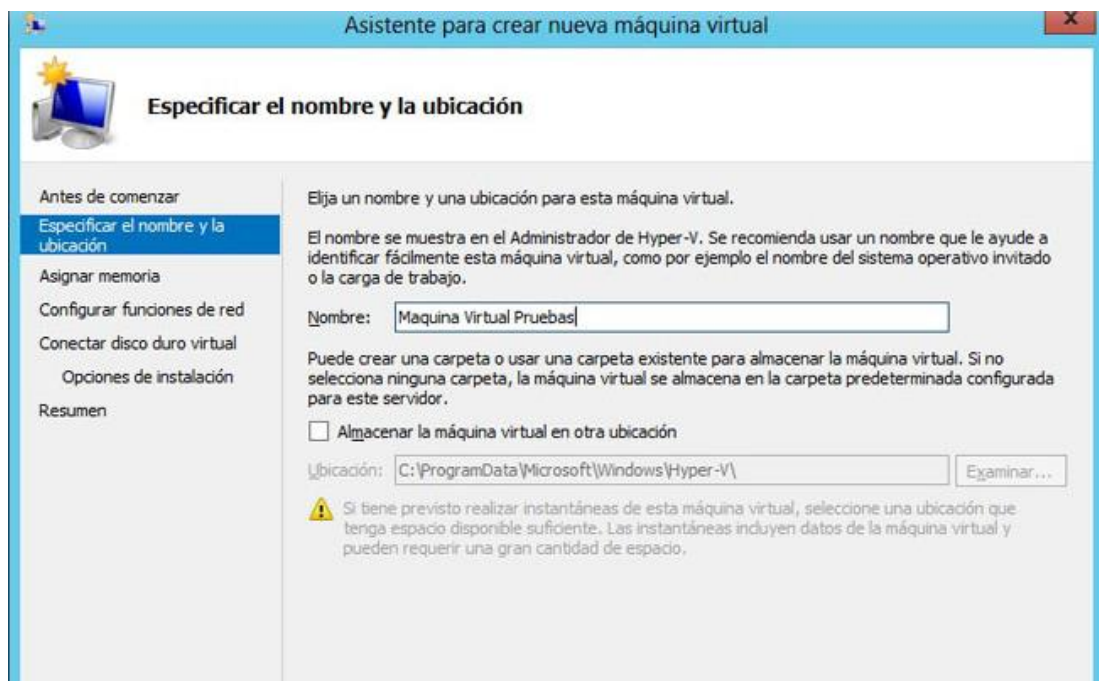 Asistente para crear nueva máquina virtual
x
Especificar el nombre y la ubicación
Antes de comenzar
Especificar el nombre y la
ubicación
Asignar memoria
Configurar funciones de red
Conectar disco duro virtual
Opciones de instalación
Resumen
Elija un nombre y una ubicación para esta máquina virtual.
El nombre se muestra en el Administrador de Hyper-V. Se recomienda usar un nombre que le ayude a
identificar fácilmente esta máquina virtual, como por ejemplo el nombre del sistema operativo invitado
o la carga de trabajo.
Nombre: Maquina Virtual Pruebas
Puede crear una carpeta o usar una carpeta existente para almacenar la máquina virtual. Si no
selecciona ninguna carpeta, la máquina virtual se almacena en la carpeta predeterminada configurada
para este servidor.
Almacenar la máquina virtual en otra ubicación
Ubicación: C:\ProgramData\Microsoft\Windows\Hyper-V\ Examinar...
Si tiene previsto realizar instantáneas de esta máquina virtual, seleccione una ubicación que
tenga espacio disponible suficiente. Las instantáneas incluyen datos de la máquina virtual y
pueden requerir una gran cantidad de espacio.